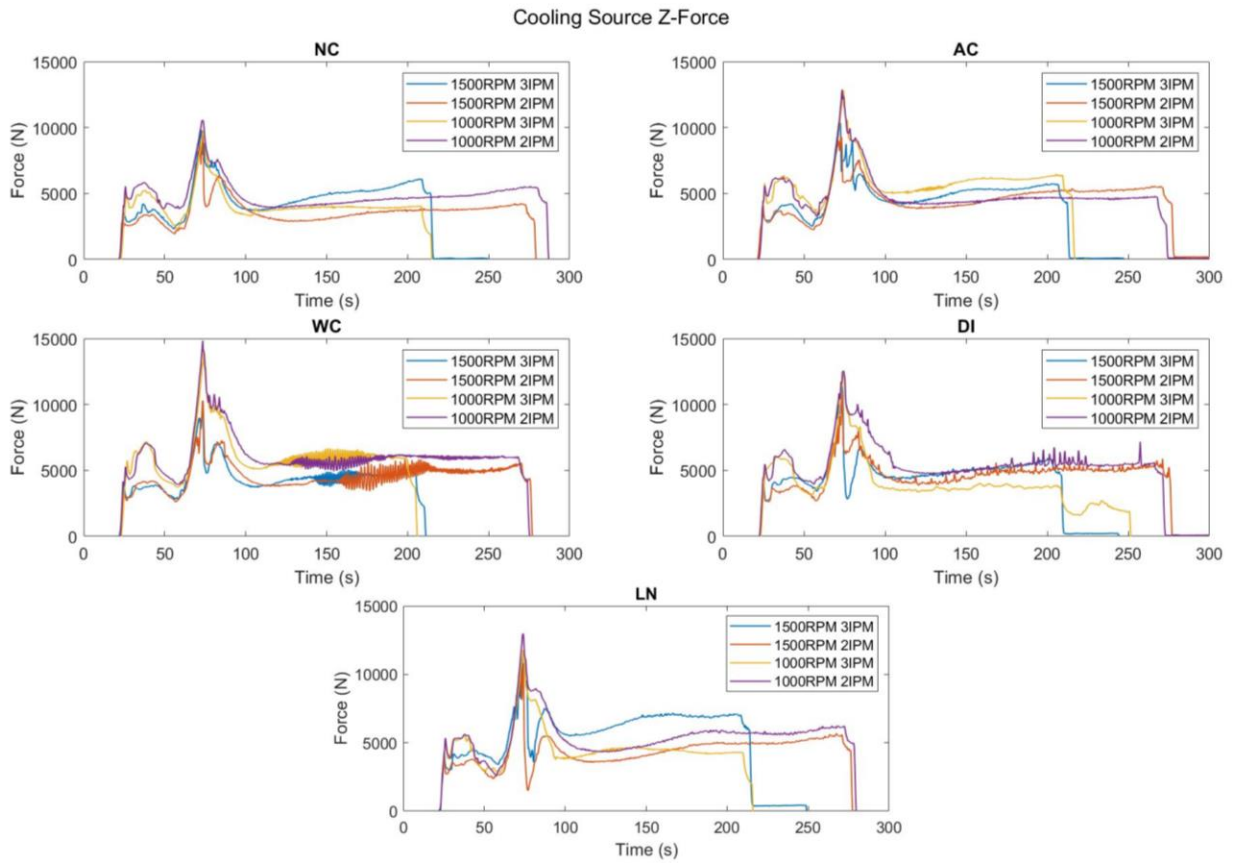 Cooling Source Z-Force
NC
15000
10000
5000
0
Force (N)
1500RPM 3IPM
1500RPM 2IPM
1000RPM 3IPM
1000RPM 2IPM
0 50 100 150 200 250 300
Time (s)
AC
15000
10000
5000
0
Force (N)
1500RPM 3IPM
1500RPM 2IPM
1000RPM 3IPM
1000RPM 2IPM
0 50 100 150 200 250 300
Time (s)
WC
15000
10000
5000
0
Force (N)
1500RPM 3IPM
1500RPM 2IPM
1000RPM 3IPM
1000RPM 2IPM
0 50 100 150 200 250 300
Time (s)
DI
15000
10000
5000
0
Force (N)
1500RPM 3IPM
1500RPM 2IPM
1000RPM 3IPM
1000RPM 2IPM
0 50 100 150 200 250 300
Time (s)
LN
15000
10000
5000
0
Force (N)
1500RPM 3IPM
1500RPM 2IPM
1000RPM 3IPM
1000RPM 2IPM
0 50 100 150 200 250 300
Time (s)